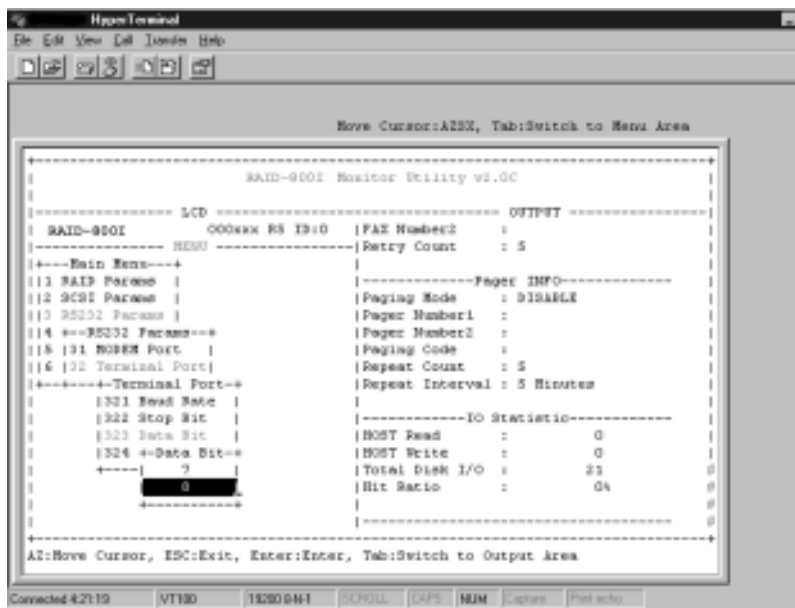 HyperTerminal
File Edit View Call Transfer Help
Move Cursor:AZSX, Tab:Switch to Menu Area
RAID-800I Monitor Utility v2.0C
LCD
OUTPUT
RAID-800I 000xxx RS ID:0
FAX Number2 :
MENU
Retry Count : 5
Main Menu
1 RAID Params
Pager INFO
2 SCSI Params
Paging Mode : DISABLE
3 RS232 Params
Pager Number1 :
4 RS232 Params
Pager Number2 :
5 31 MODEM Port
Paging Code :
6 32 Terminal Port
Repeat Count : 5
Terminal Port
Repeat Interval : 5 Minutes
321 Baud Rate
322 Stop Bit
IO Statistic
323 Data Bit
HOST Read : 0
324 Data Bit
HOST Write : 0
7
Total Disk I/O : 21
8
Hit Ratio : 0%
AZ:Move Cursor, ESC:Exit, Enter:Enter, Tab:Switch to Output Area
Connected 4:21:19 VT100 19200 8-N-1 SCROLL CAPS NUM Capture Print echo